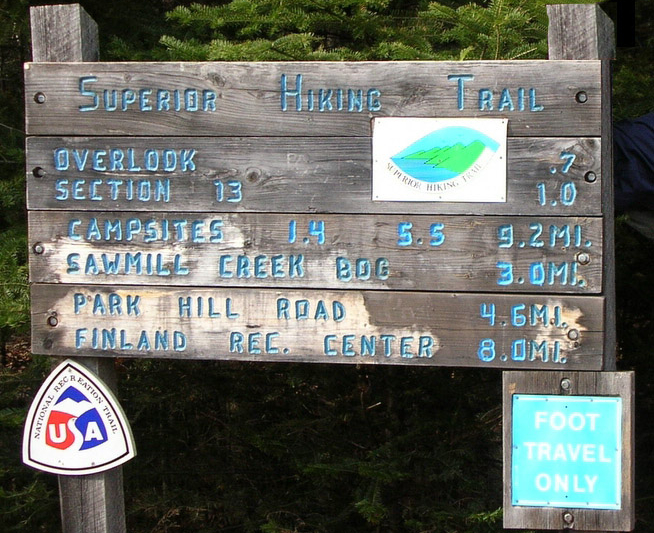 SUPERIOR HIKING TRAIL
OVERLOOK .7
SECTION 13 1.0
SUPERIOR HIKING TRAIL
CAMPSITES 1.4 5.5 9.2MI.
SAWMILL CREEK BOG 3.0MI.
PARK HILL ROAD 4.6MI.
FINLAND REC. CENTER 8.0MI.
NATIONAL RECREATION TRAIL
USA
FOOT
TRAVEL
ONLY